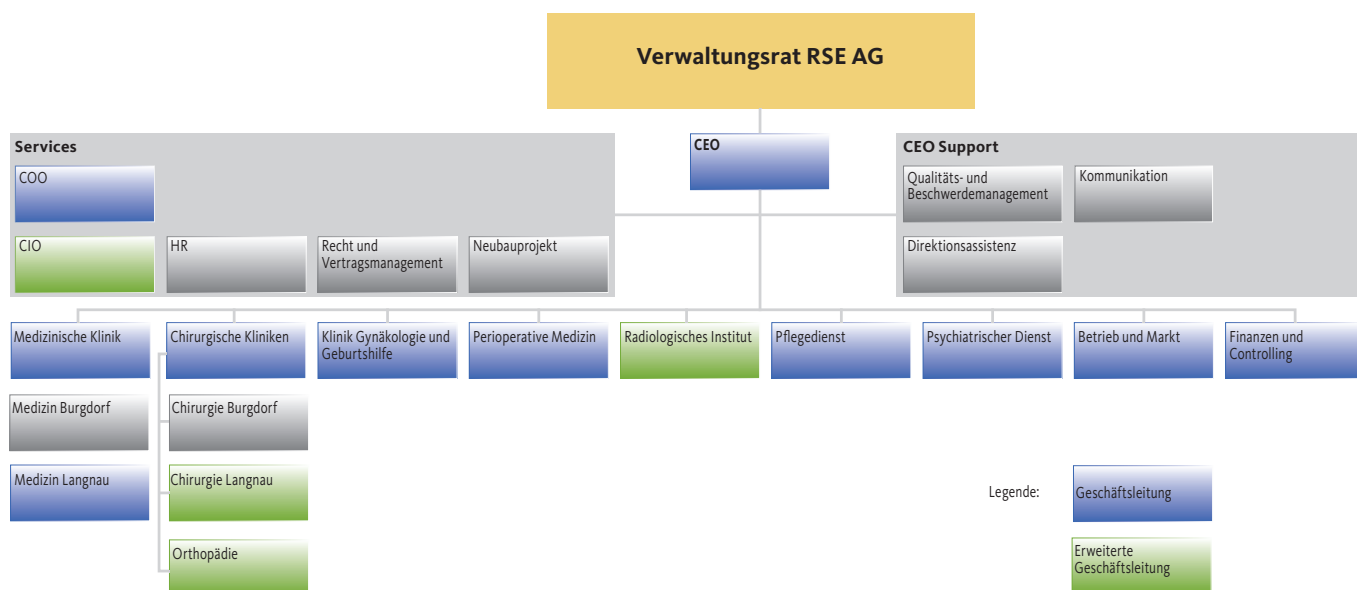 Verwaltungsrat RSE AG
Services
CEO
CEO Support
COO
Qualitäts- und
Beschwerdemanagement
Kommunikation
CIO
HR
Recht und
Vertragsmanagement
Neubauprojekt
Direktionsassistenz
Medizinische Klinik
Chirurgische Kliniken
Klinik Gynäkologie und
Geburtshilfe
Perioperative Medizin
Radiologisches Institut
Pflegedienst
Psychiatrischer Dienst
Betrieb und Markt
Finanzen und
Controlling
Medizin Burgdorf
Chirurgie Burgdorf
Medizin Langnau
Chirurgie Langnau
Legende:
Geschäftsleitung
Orthopädie
Erweiterte
Geschäftsleitung